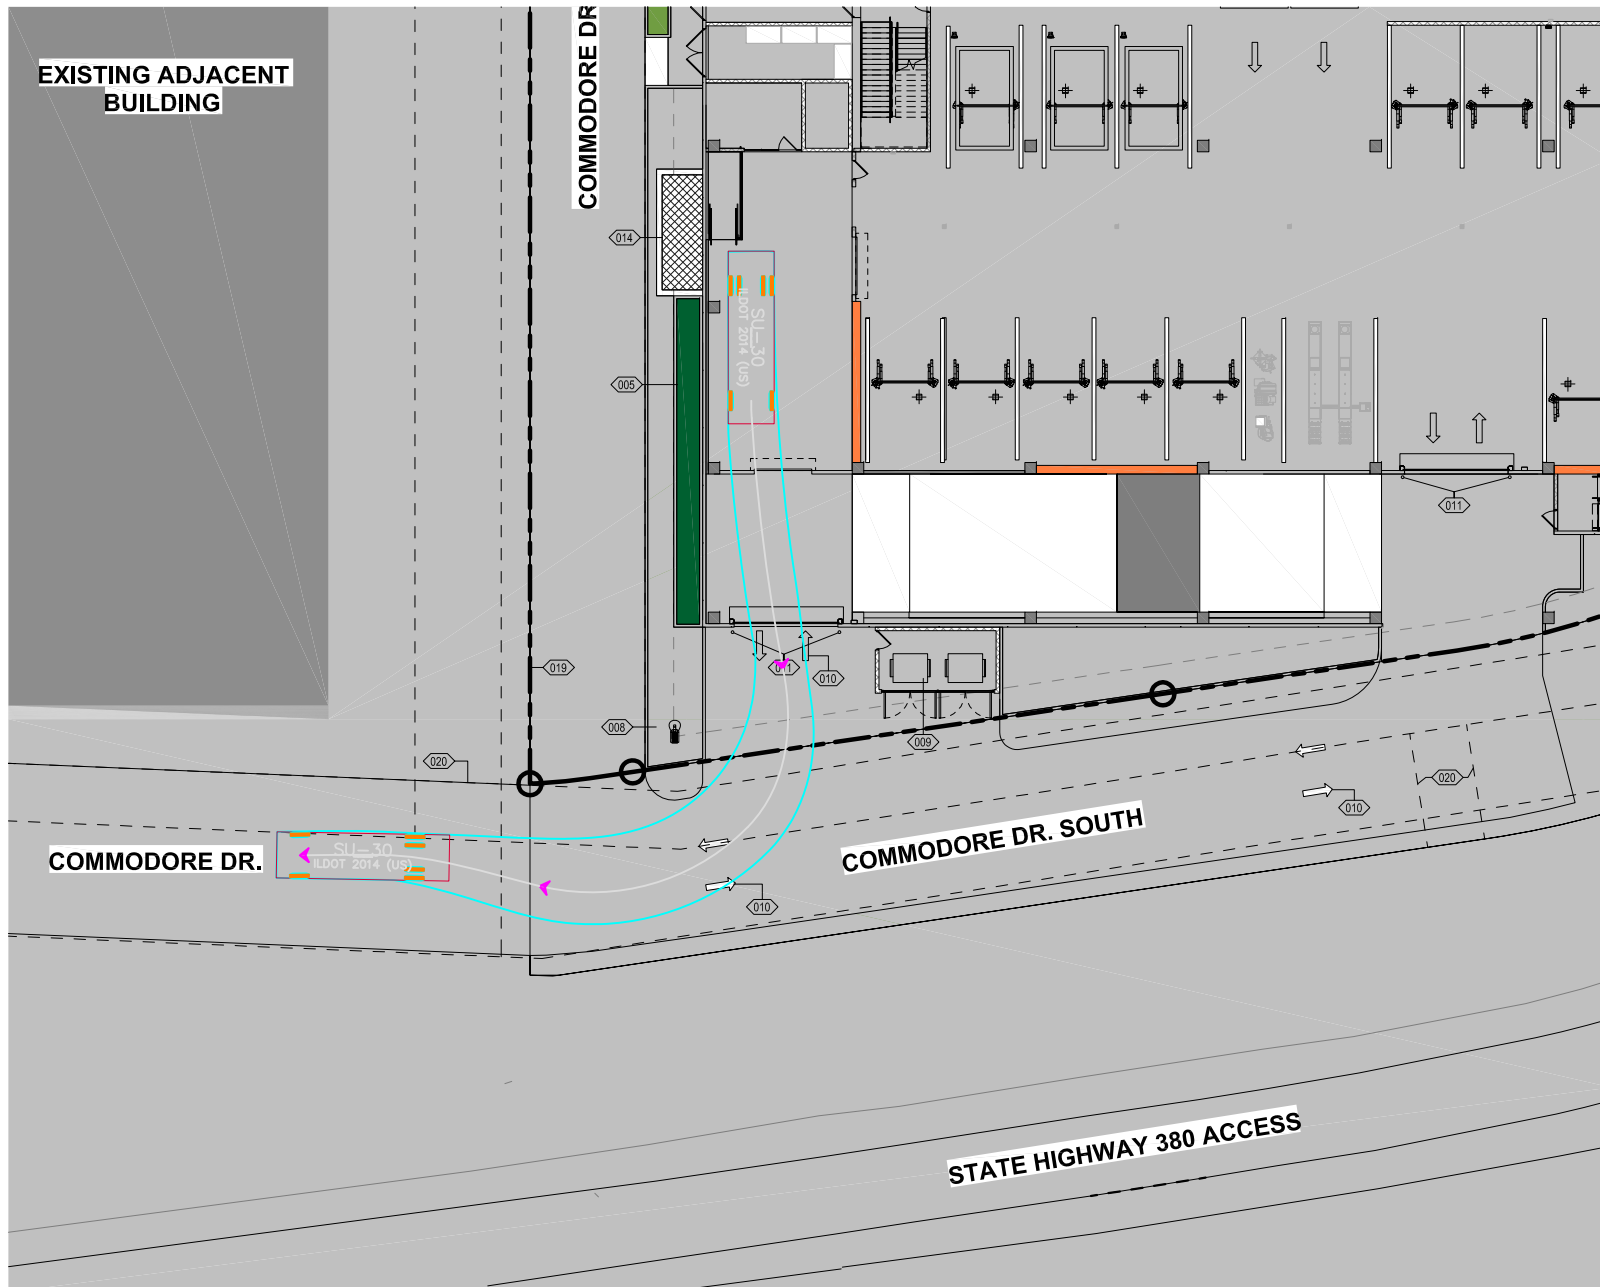 EXISTING ADJACENT
BUILDING
COMMODORE DR.
014
005
SU-30
ILDOT 2014 (US)
011
019
011
010
008
009
020
020
010
COMMODORE DR. SOUTH
SU-30
ILDOT 2014 (US)
COMMODORE DR.
010
STATE HIGHWAY 380 ACCESS